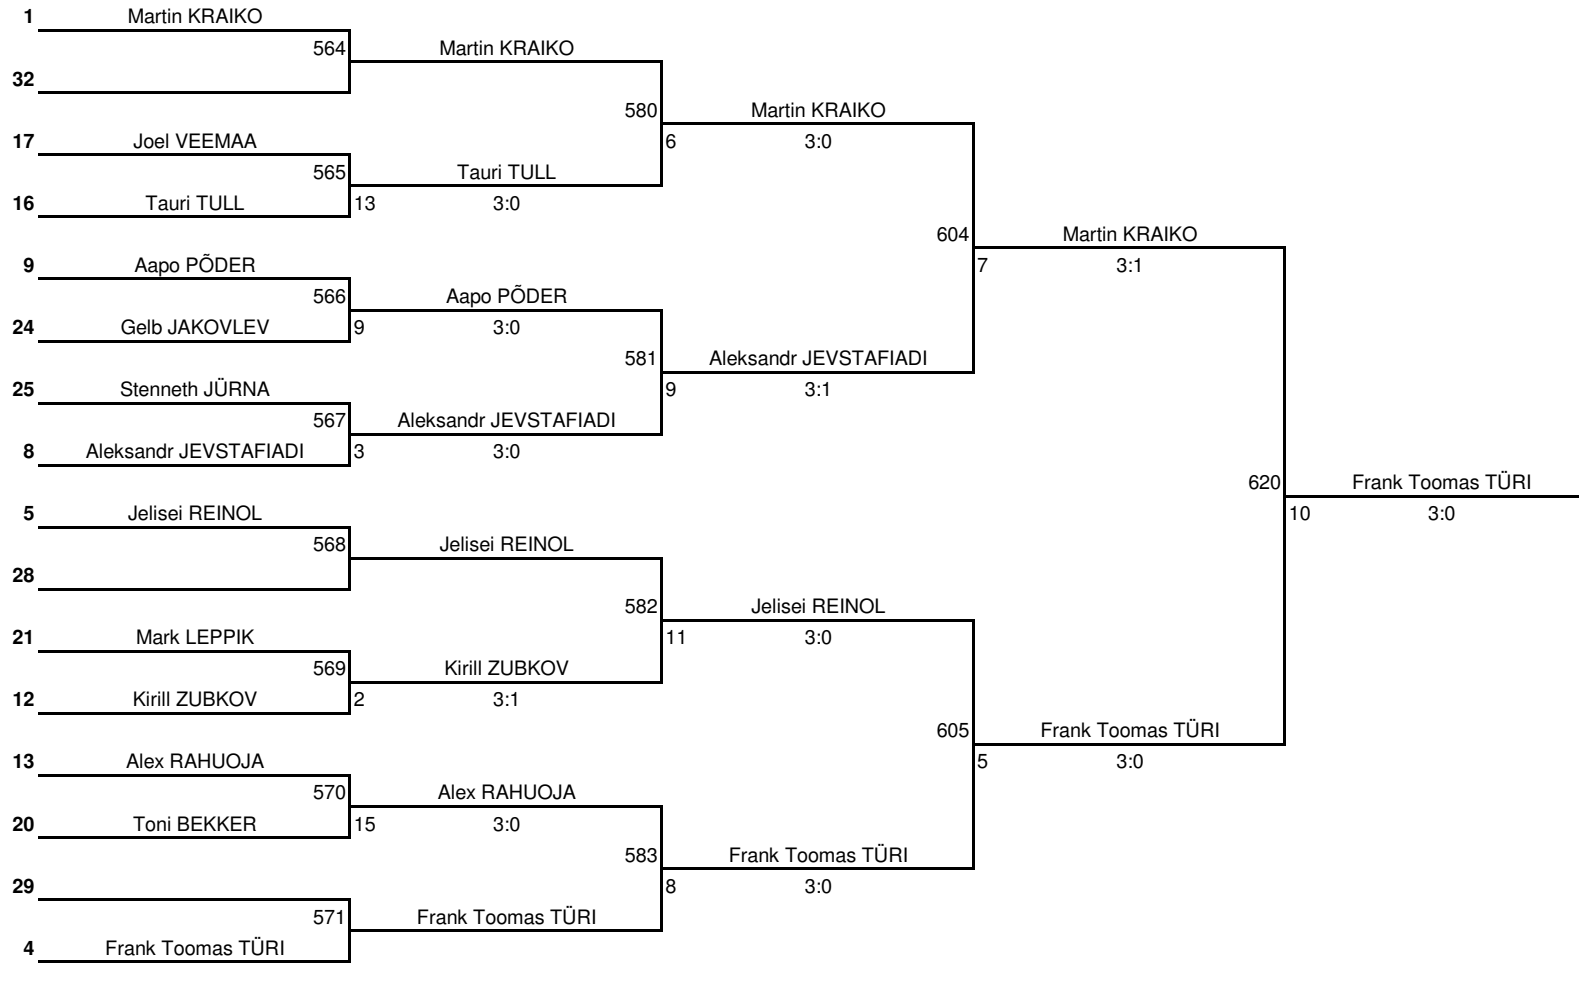 1 Martin KRAIKO
564 Martin KRAIKO
32
580 Martin KRAIKO
17 Joel VEEMAA 6 3:0
565 Tauri TULL
16 Tauri TULL 13 3:0
604 Martin KRAIKO
9 Aapo PÕDER 7 3:1
566 Aapo PÕDER
24 Gelb JAKOVLEV 9 3:0
581 Aleksandr JEVSTAFIADI
25 Stenneth JÜRNA 9 3:1
567 Aleksandr JEVSTAFIADI
8 Aleksandr JEVSTAFIADI 3 3:0
620 Frank Toomas TÜRI
5 Jelisei REINOL 10 3:0
568 Jelisei REINOL
28
582 Jelisei REINOL
21 Mark LEPPIK 11 3:0
569 Kirill ZUBKOV
12 Kirill ZUBKOV 2 3:1
605 Frank Toomas TÜRI
13 Alex RAHUOJA 5 3:0
570 Alex RAHUOJA
20 Toni BEKKER 15 3:0
583 Frank Toomas TÜRI
29 8 3:0
571 Frank Toomas TÜRI
4 Frank Toomas TÜRI